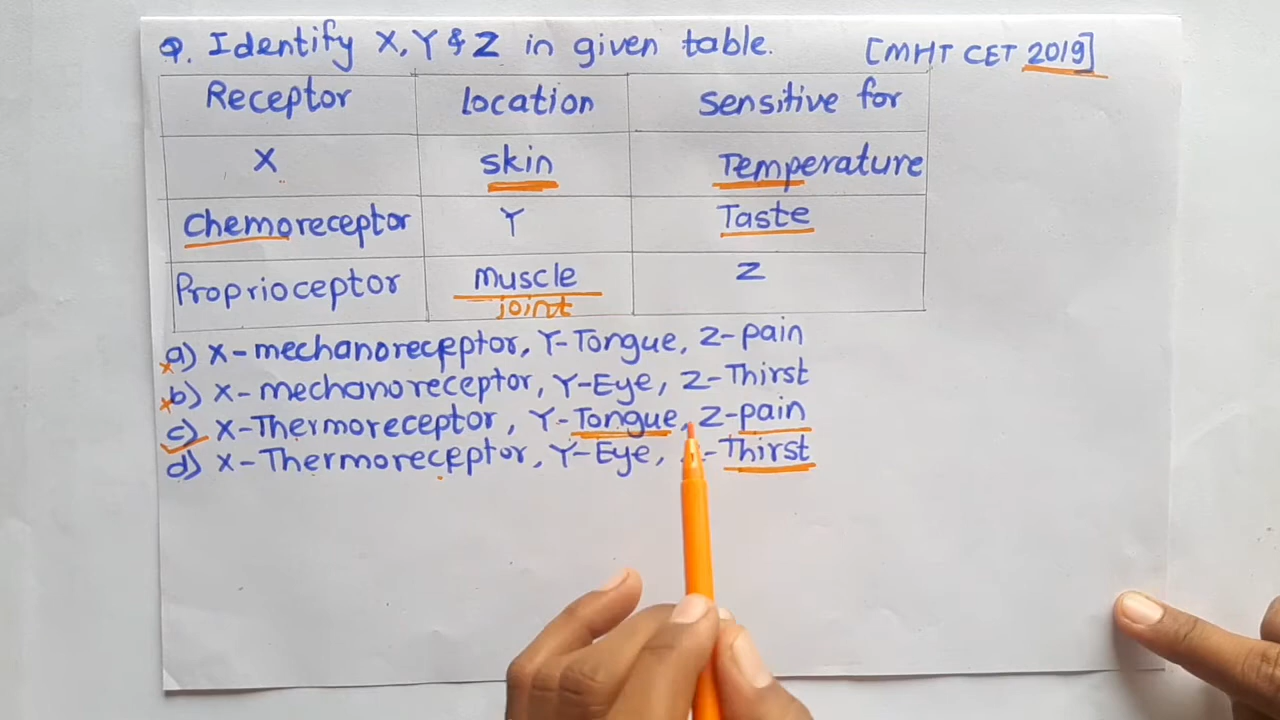 Q. Identify X, Y & Z in given table. [MHT CET 2019]
Receptor location Sensitive for
X skin Temperature
Chemoreceptor Y Taste
Proprioceptor muscle Z
joint
a) X-mechanoreceptor, Y-Tongue, Z-pain
b) X-mechanoreceptor, Y-Eye, Z-Thirst
c) X-Thermoreceptor, Y-Tongue, Z-pain
d) X-Thermoreceptor, Y-Eye, -Thirst